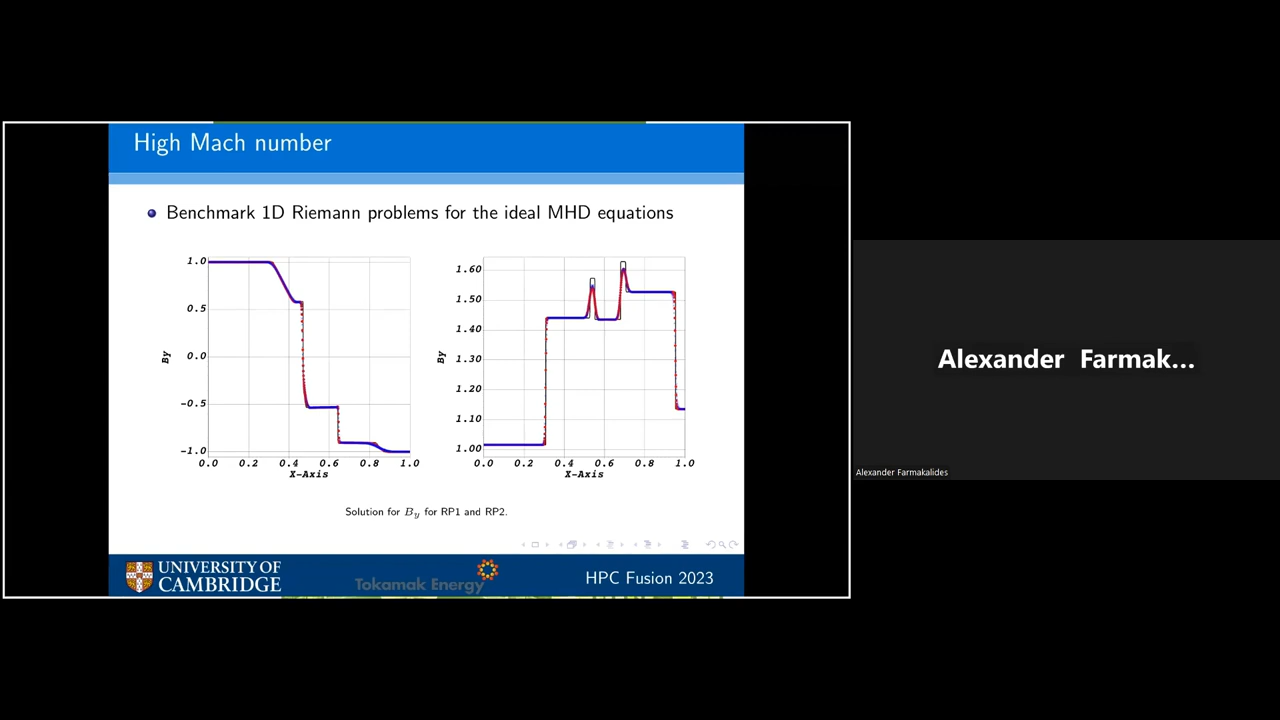 High Mach number
Benchmark 1D Riemann problems for the ideal MHD equations
1.0
0.5
0.0
-0.5
-1.0
By
0.0 0.2 0.4 0.6 0.8 1.0
X-Axis
1.60
1.50
1.40
1.30
1.20
1.10
1.00
By
0.0 0.2 0.4 0.6 0.8 1.0
X-Axis
Solution for By for RP1 and RP2.
UNIVERSITY OF
CAMBRIDGE
Tokamak Energy
HPC Fusion 2023
Alexander Farmak...
Alexander Farmakalides